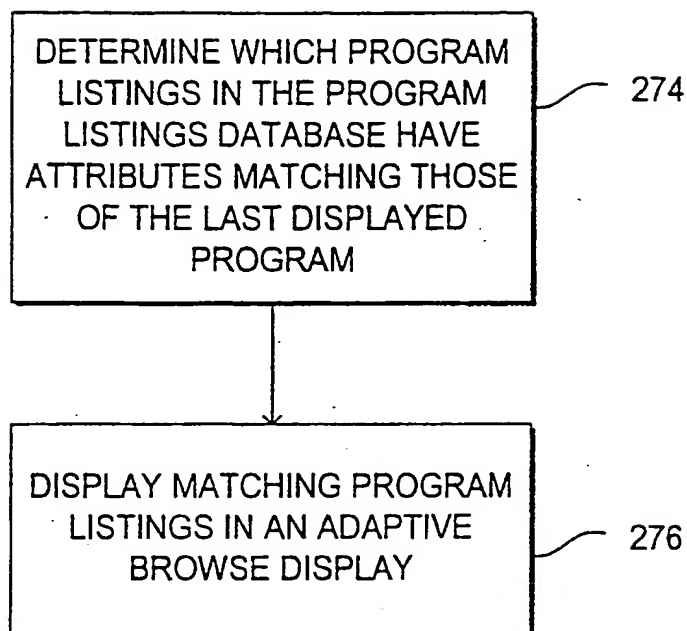 DETERMINE WHICH PROGRAM
LISTINGS IN THE PROGRAM
LISTINGS DATABASE HAVE
ATTRIBUTES MATCHING THOSE
OF THE LAST DISPLAYED
PROGRAM
274
DISPLAY MATCHING PROGRAM
LISTINGS IN AN ADAPTIVE
BROWSE DISPLAY
276